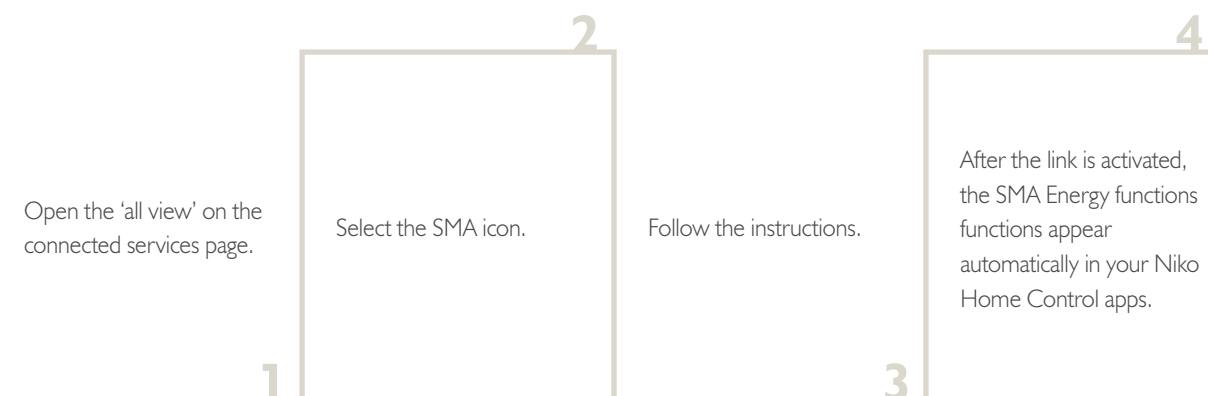 Open the ‘all view’ on the
connected services page.
1
2
Select the SMA icon.
Follow the instructions.
3
4
After the link is activated,
the SMA Energy functions
functions appear
automatically in your Niko
Home Control apps.